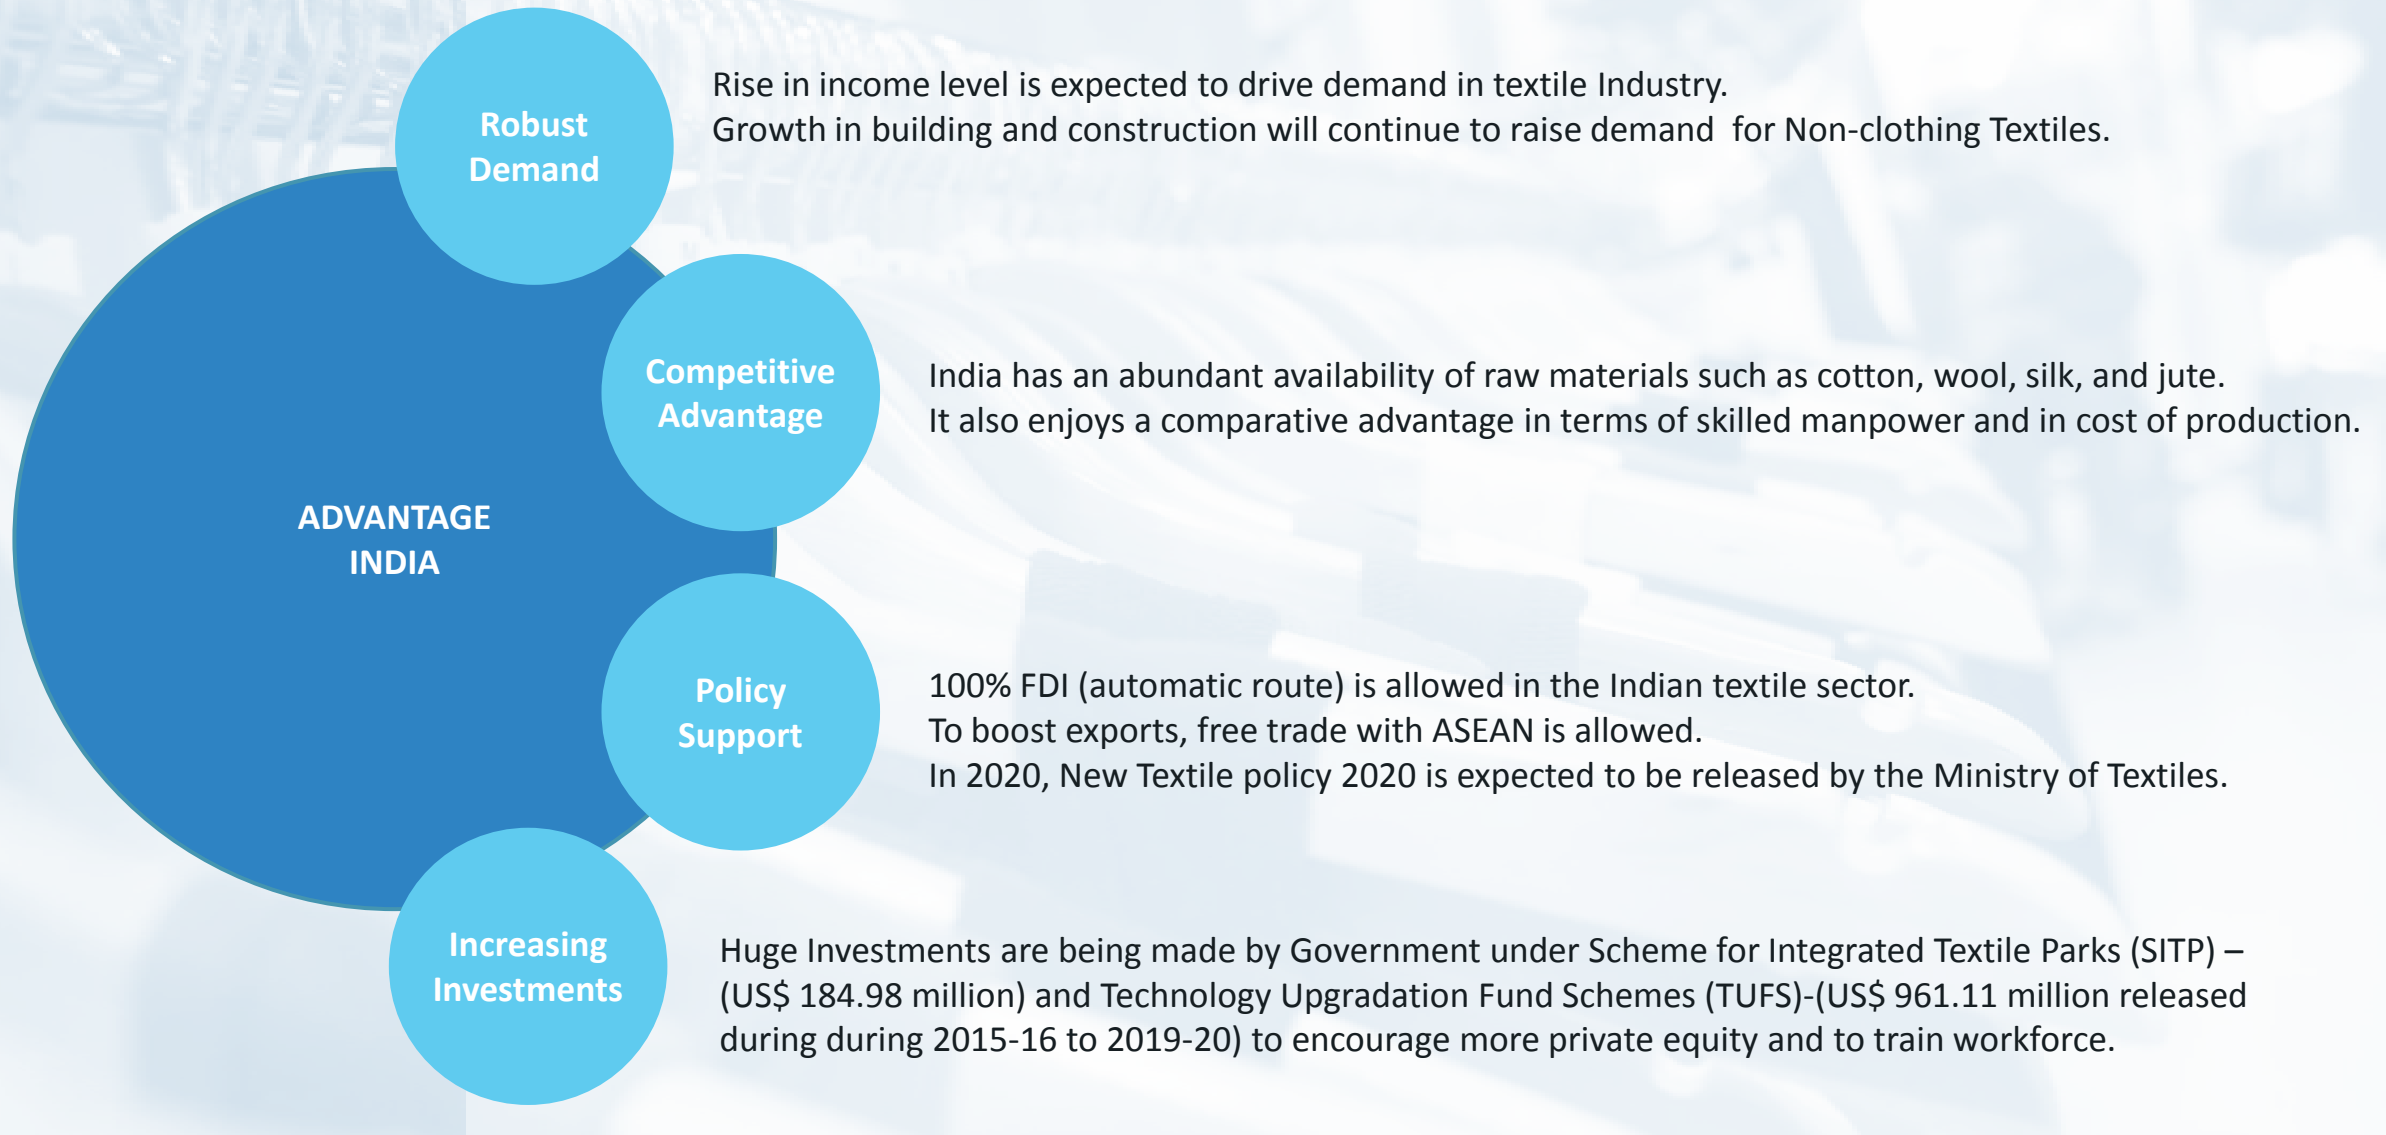 Robust
Demand
Rise in income level is expected to drive demand in textile Industry.
Growth in building and construction will continue to raise demand  for Non-clothing Textiles.
Competitive
Advantage
India has an abundant availability of raw materials such as cotton, wool, silk, and jute.
It also enjoys a comparative advantage in terms of skilled manpower and in cost of production.
ADVANTAGE
INDIA
Policy
Support
100% FDI (automatic route) is allowed in the Indian textile sector.
To boost exports, free trade with ASEAN is allowed.
In 2020, New Textile policy 2020 is expected to be released by the Ministry of Textiles.
Increasing
Investments
Huge Investments are being made by Government under Scheme for Integrated Textile Parks (SITP) –
(US$ 184.98 million) and Technology Upgradation Fund Schemes (TUFS)-(US$ 961.11 million released
during during 2015-16 to 2019-20) to encourage more private equity and to train workforce.